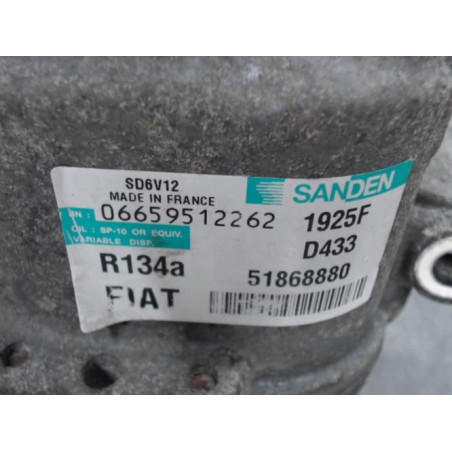 SD6V12
MADE IN FRANCE
SANDEN
SN : 06659512262 1925F
OIL : SP-10 OR EQUIV.
VARIABLE DISP. D433
R134a 51868880
FIAT